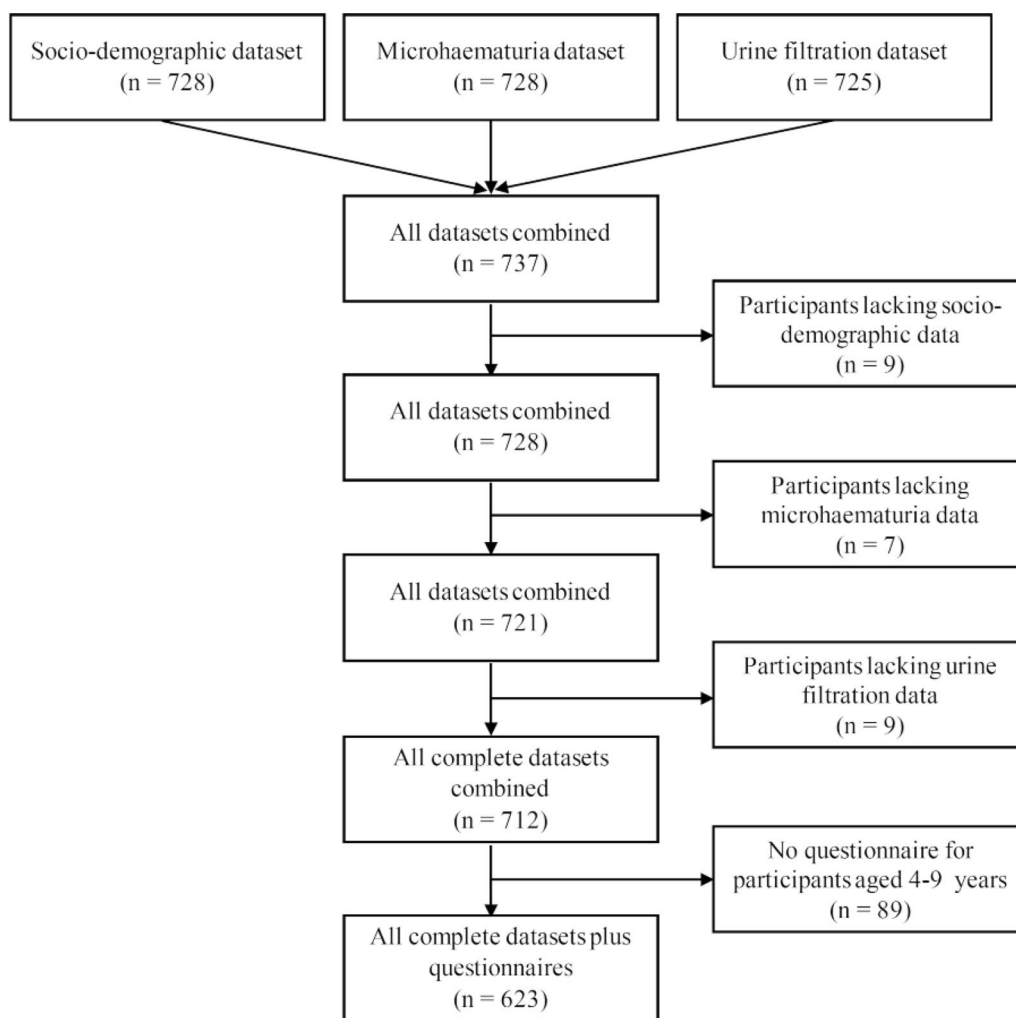 Socio-demographic dataset
(n = 728)
Microhaematuria dataset
(n = 728)
Urine filtration dataset
(n = 725)
All datasets combined
(n = 737)
Participants lacking socio-
demographic data
(n = 9)
All datasets combined
(n = 728)
Participants lacking
microhaematuria data
(n = 7)
All datasets combined
(n = 721)
Participants lacking urine
filtration data
(n = 9)
All complete datasets
combined
(n = 712)
No questionnaire for
participants aged 4-9 years
(n = 89)
All complete datasets plus
questionnaires
(n = 623)